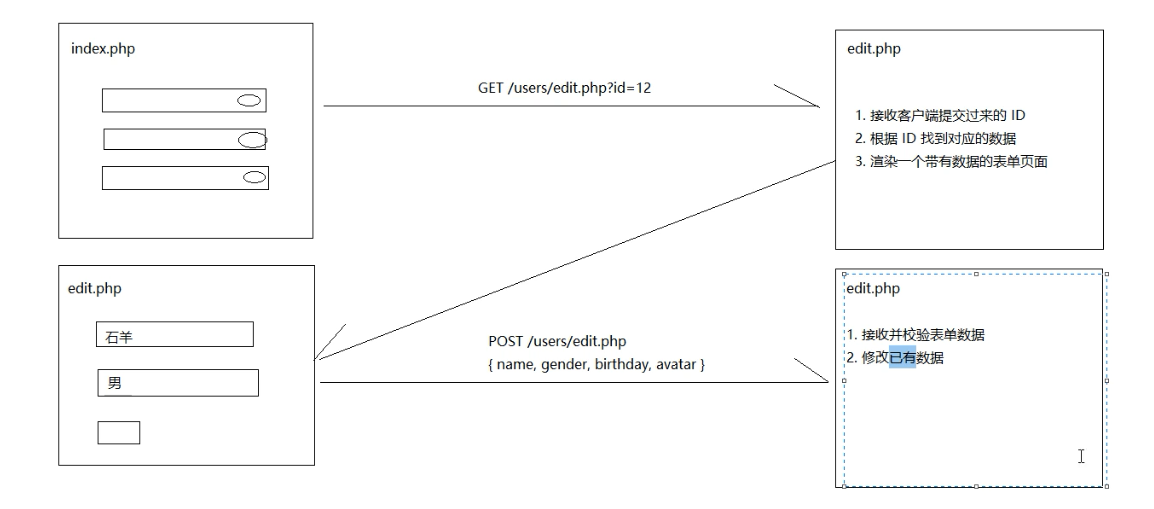 index.php
GET /users/edit.php?id=12
edit.php
1. 接收客户端提交过来的 ID
2. 根据 ID 找到对应的数据
3. 渲染一个带有数据的表单页面
edit.php
石羊
男
POST /users/edit.php
{ name, gender, birthday, avatar }
edit.php
1. 接收并校验表单数据
2. 修改已有数据